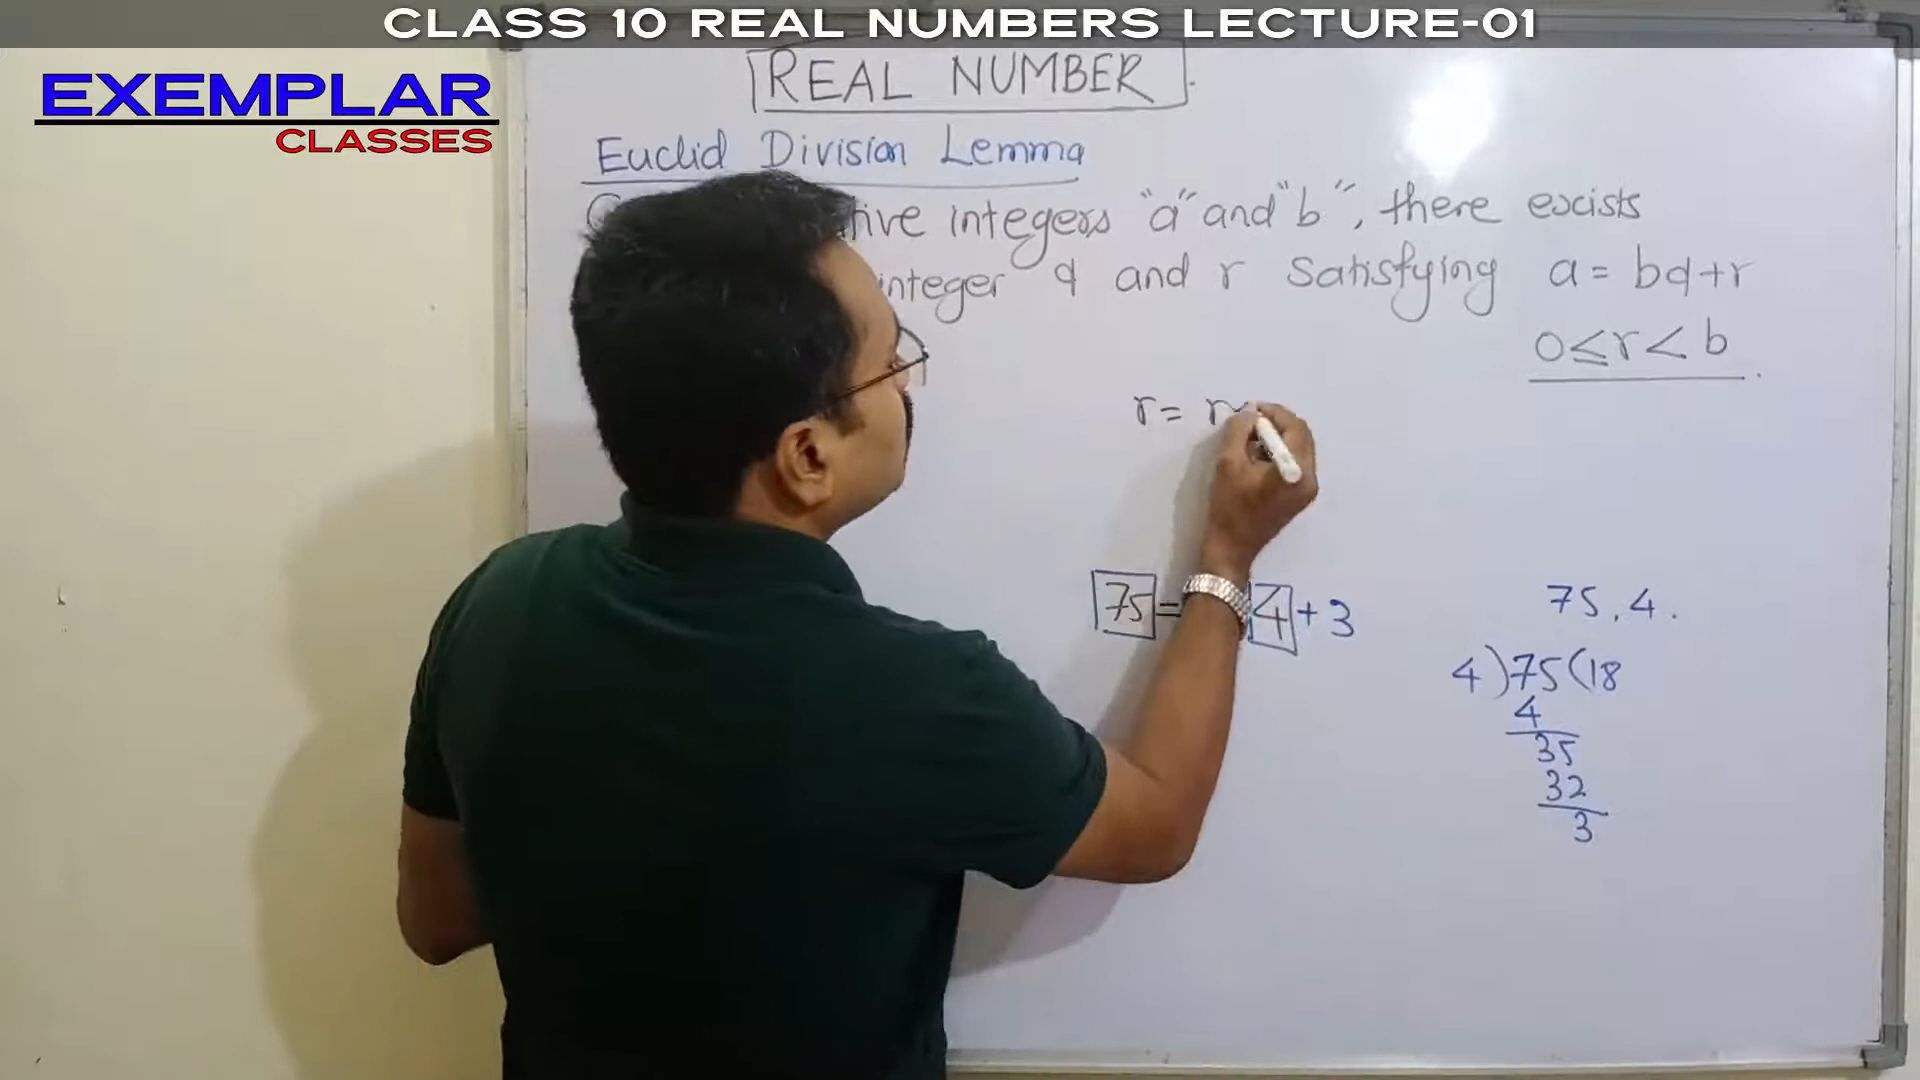 CLASS 10 REAL NUMBERS LECTURE-01
EXEMPLAR
CLASSES
REAL NUMBER
Euclid Division Lemma
integers "a" and "b", there excists
integer q and r satisfying a = bq+r
0≤r<b
r =
75 = 4 + 3
75, 4.
4)75(18
4
35
32
3